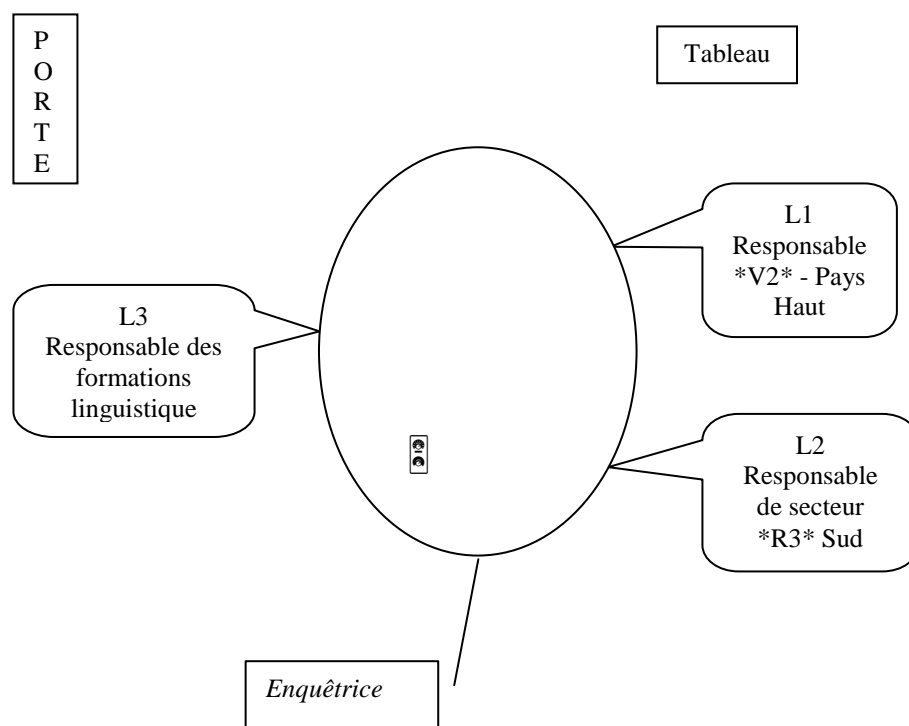 P
O
R
T
E
Tableau
L1
Responsable
*V2* - Pays
Haut
L3
Responsable des
formations
linguistique
L2
Responsable
de secteur
*R3* Sud
Enquêtrice